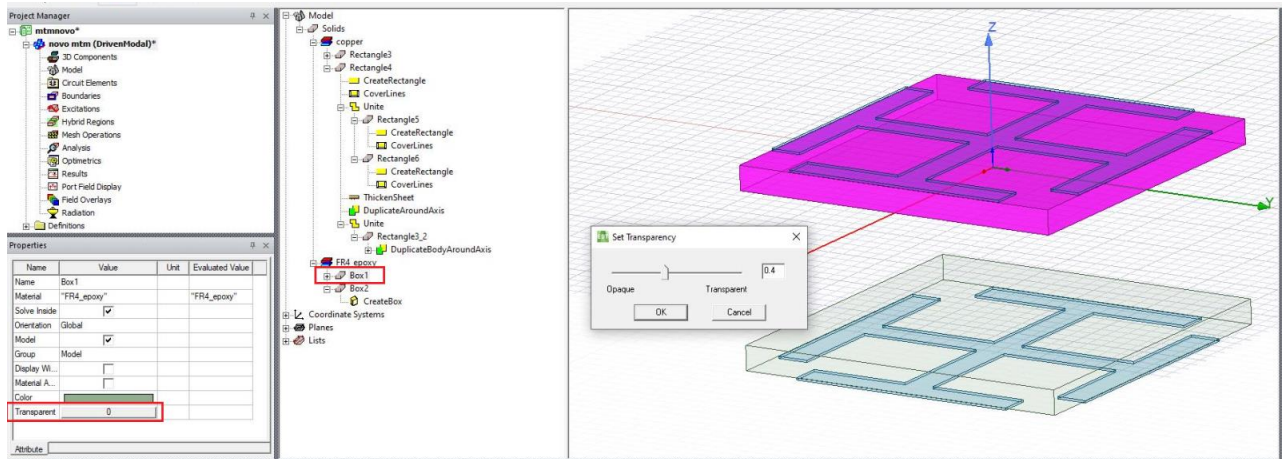 Project Manager
mtmnovo*
novo mtm (DrivenModal)*
3D Components
Model
Circuit Elements
Boundaries
Excitations
Hybrid Regions
Mesh Operations
Analysis
Optimetrics
Results
Port Field Display
Field Overlays
Radiation
Definitions
Properties
Name Value Unit Evaluated Value
Name Box1
Material "FR4_epoxy" "FR4_epoxy"
Solve Inside
Orientation Global
Model
Group Model
Display Wi...
Material A...
Color
Transparent 0
Attribute
Model
Solids
copper
Rectangle3
Rectangle4
CreateRectangle
CoverLines
Unite
Rectangle5
CreateRectangle
CoverLines
Rectangle6
CreateRectangle
CoverLines
ThickenSheet
DuplicateAroundAxis
Unite
Rectangle3_2
DuplicateBodyAroundAxis
FR4_epoxy
Box1
Box2
CreateBox
Coordinate Systems
Planes
Lists
Z
Y
Set Transparency
0.4
Opaque Transparent
OK Cancel